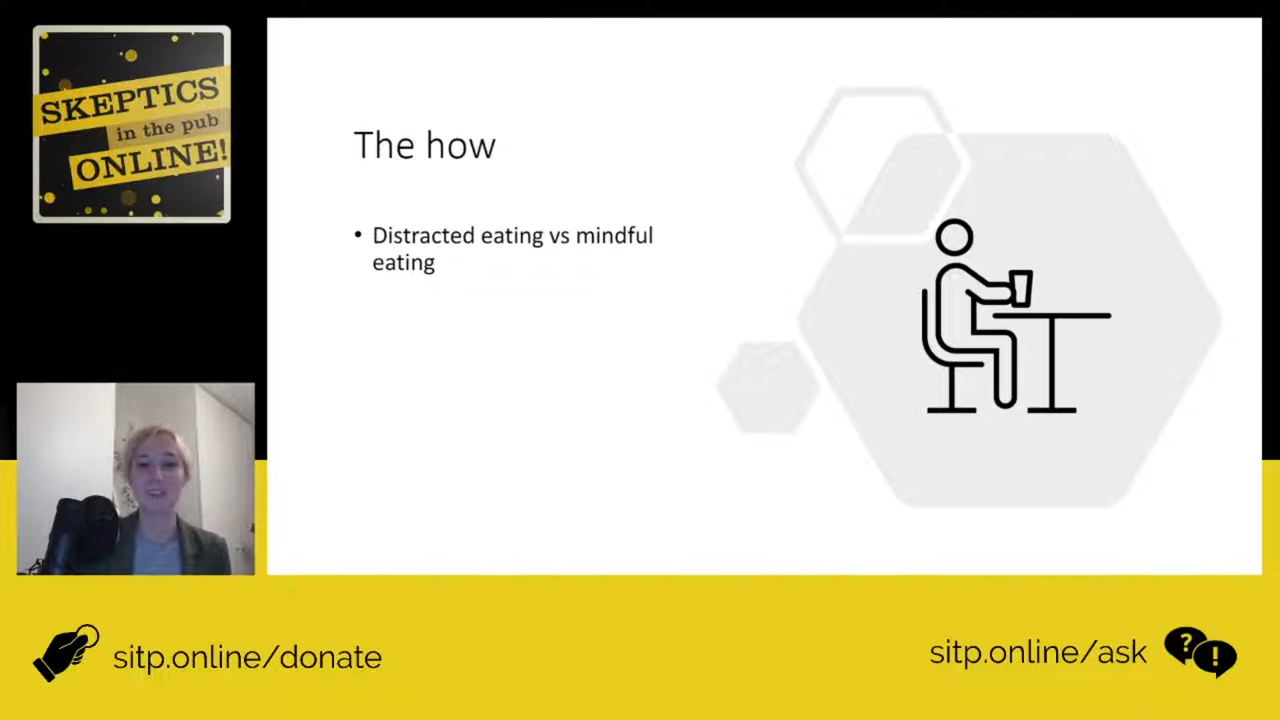 SKEPTICS
in the pub
ONLINE!
The how
• Distracted eating vs mindful
eating
sitp.online/donate
sitp.online/ask
?
!